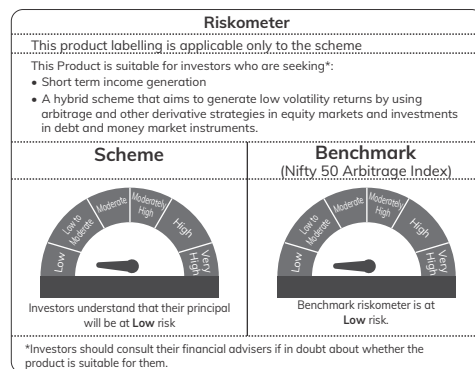 Riskometer
This product labelling is applicable only to the scheme
This Product is suitable for investors who are seeking*:
• Short term income generation
• A hybrid scheme that aims to generate low volatility returns by using
arbitrage and other derivative strategies in equity markets and investments
in debt and money market instruments.
Scheme
Low
Low to
Moderate
Moderate
Moderately
High
High
Very
High
Investors understand that their principal
will be at Low risk
Benchmark
(Nifty 50 Arbitrage Index)
Low
Low to
Moderate
Moderate
Moderately
High
High
Very
High
Benchmark riskometer is at
Low risk.
*Investors should consult their financial advisers if in doubt about whether the
product is suitable for them.